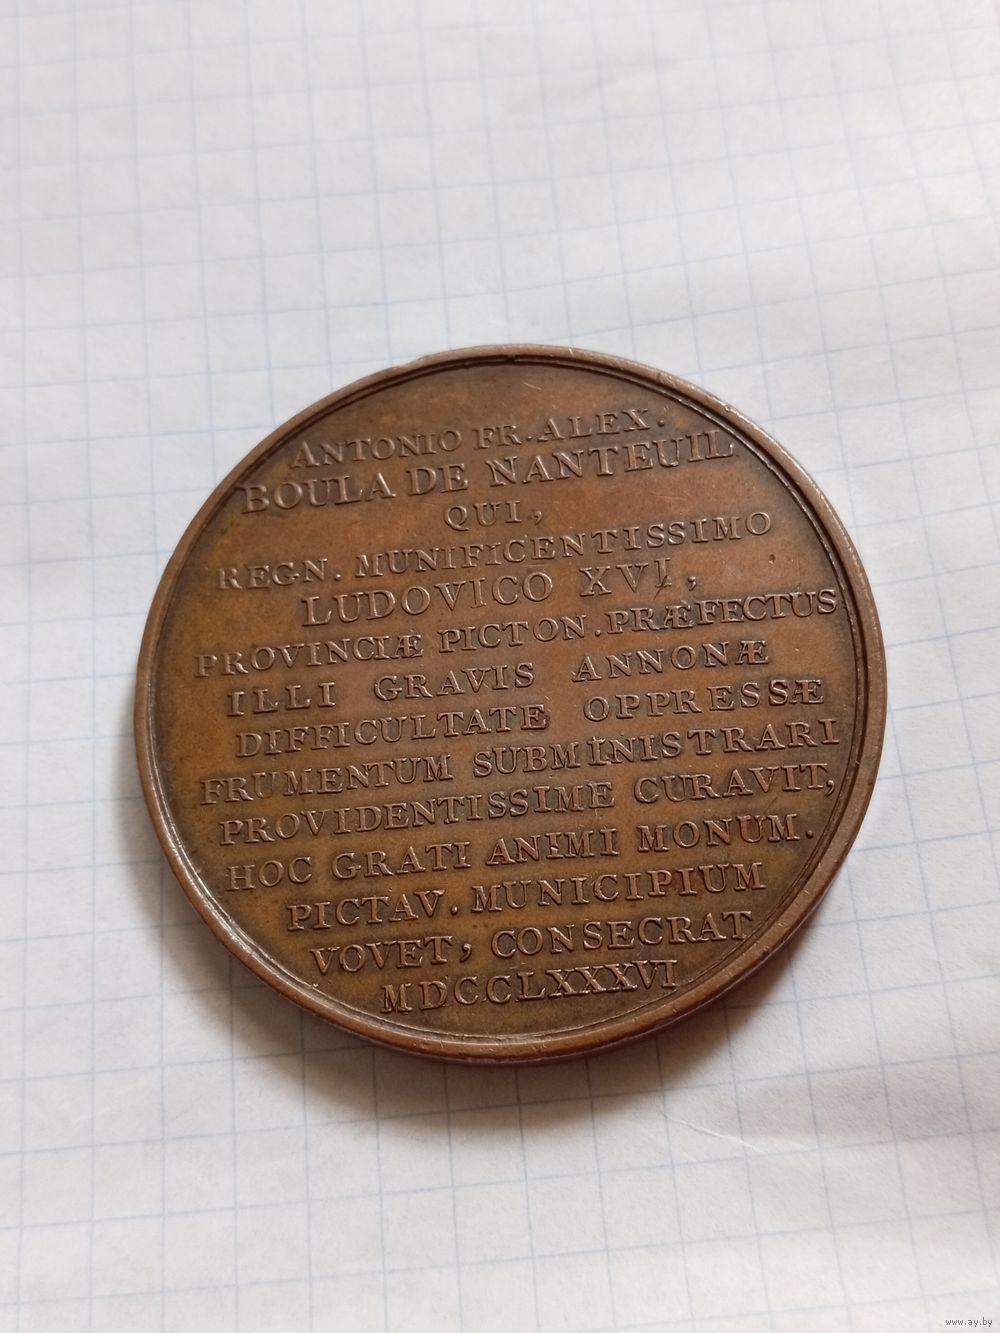 ANTONIO FR. ALEX.
BOULA DE NANTEUIL
QUI,
REGN. MUNIFICENTISSIMO
LUDOVICO XVI,
PROVINCIÆ PICTON. PRÆFECTUS
ILLI GRAVIS ANNONÆ
DIFFICULTATE OPPRESSÆ
FRUMENTUM SUBMINISTRARI
PROVIDENTISSIME CURAVIT,
HOC GRATI ANIMI MONUM.
PICTAV. MUNICIPIUM
VOVET, CONSECRAT
MDCCLXXXVI
www.ay.by